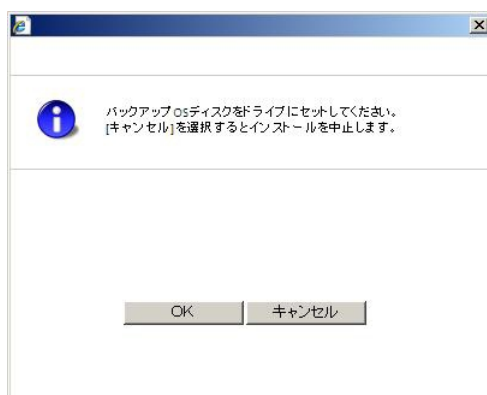 バックアップOSディスクをドライブにセットしてください。
[キャンセル]を選択するとインストールを中止します。
OK
キャンセル